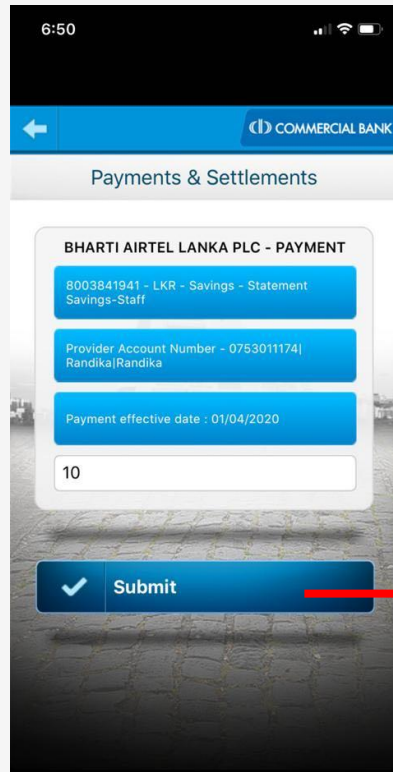 6:50
COMMERCIAL BANK
Payments & Settlements
BHARTI AIRTEL LANKA PLC - PAYMENT
8003841941 - LKR - Savings - Statement
Savings-Staff
Provider Account Number - 0753011174|
Randika|Randika
Payment effective date : 01/04/2020
10
Submit